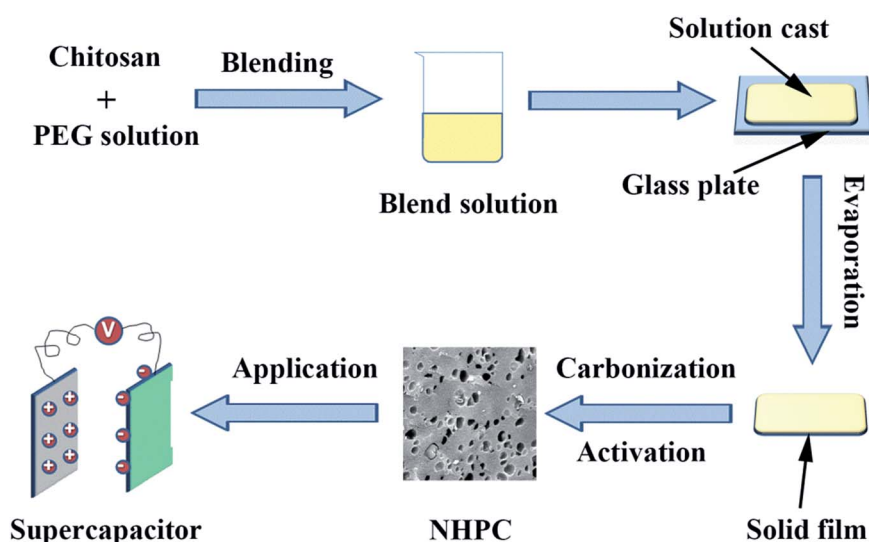 Chitosan
+
PEG solution
Blending
Blend solution
Solution cast
Glass plate
Evaporation
Solid film
Carbonization
Activation
NHPC
Application
V
+ + + + + +
- - - -
Supercapacitor